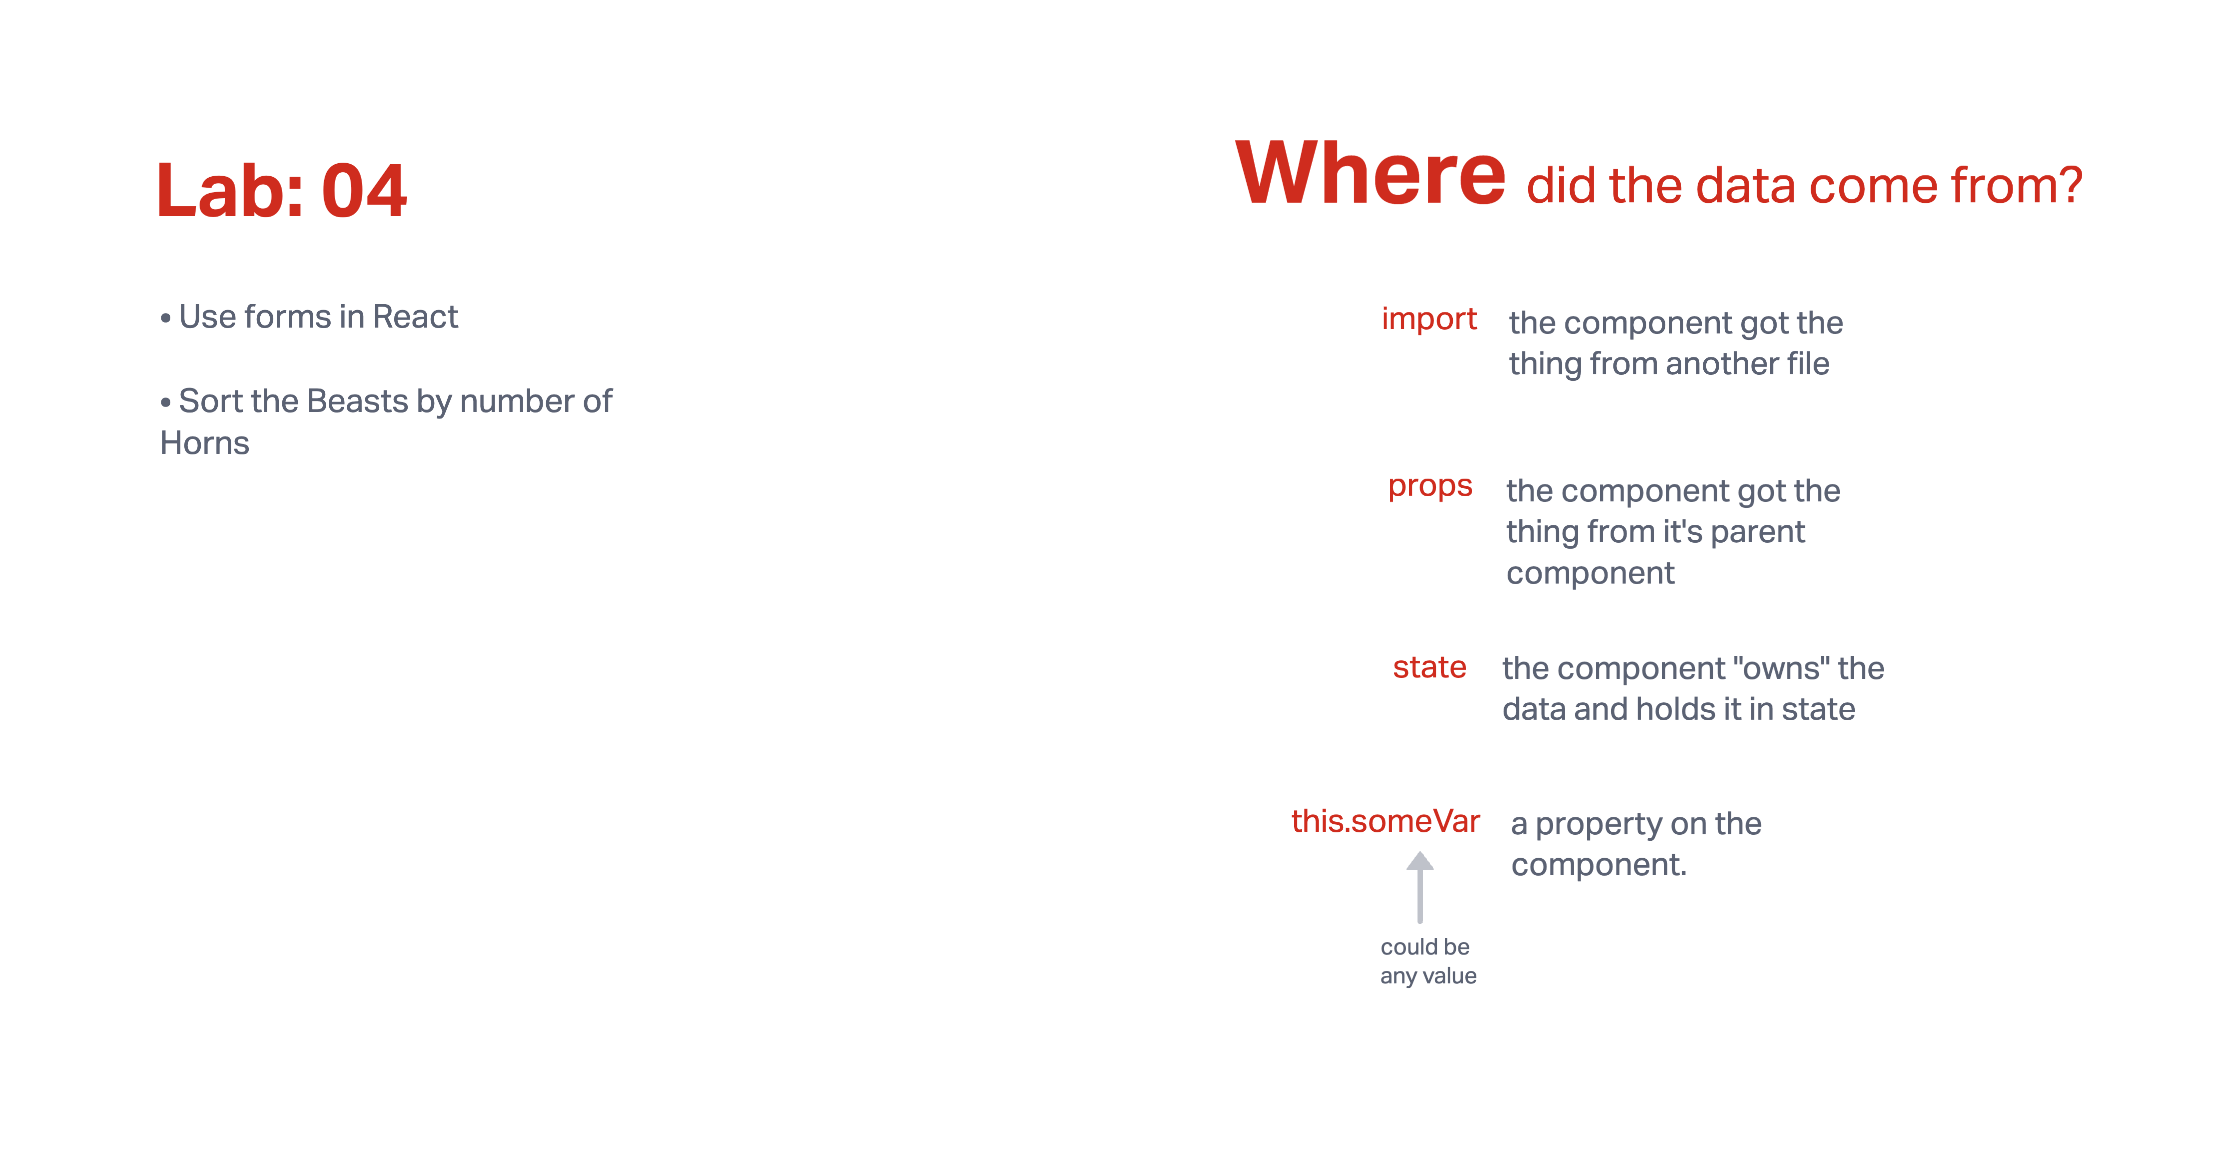 Lab: 04
• Use forms in React
• Sort the Beasts by number of
Horns
Where did the data come from?
import
the component got the
thing from another file
props
the component got the
thing from it's parent
component
state
the component "owns" the
data and holds it in state
this.someVar
a property on the
component.
could be
any value